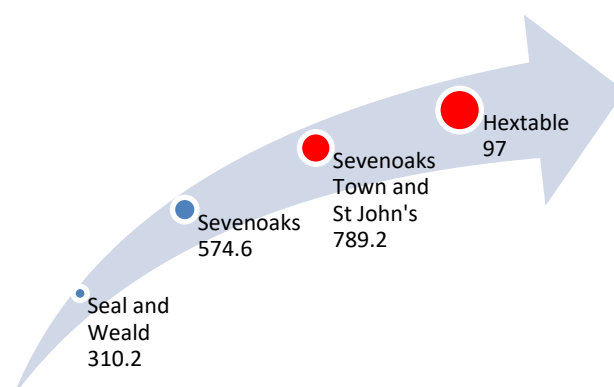 Hextable
97
Sevenoaks
Town and
St John's
789.2
Sevenoaks
574.6
Seal and
Weald
310.2